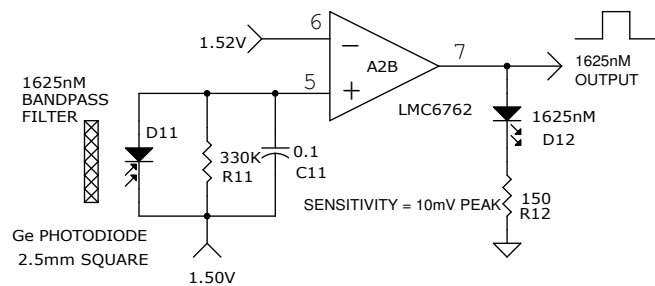 6
1.52V
7
A2B
5
LMC6762
1625nM
OUTPUT
1625NM
BANDPASS
FILTER
D11
330K
R11
0.1
C11
1625NM
D12
SENSITIVITY = 10mV PEAK
150
R12
Ge PHOTODIODE
2.5mm SQUARE
1.50V